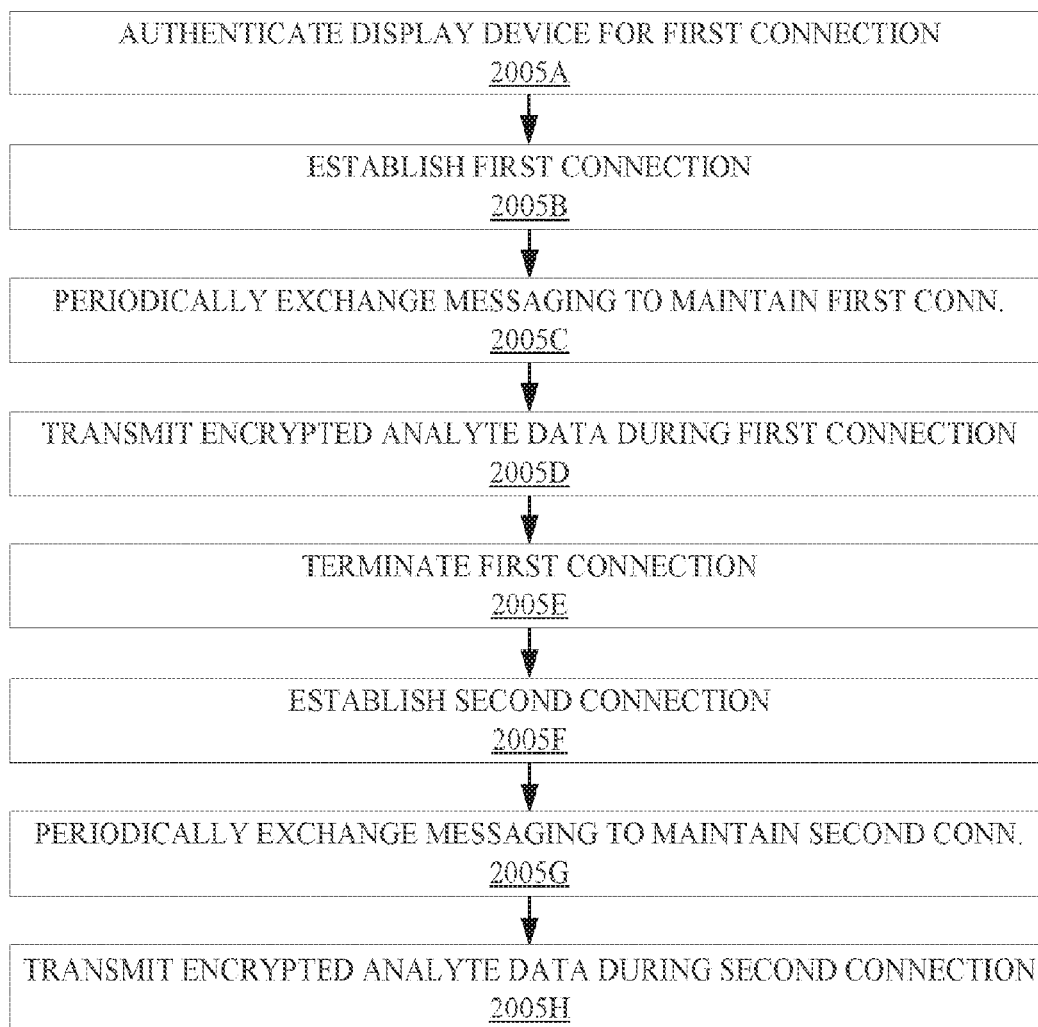 AUTHENTICATE DISPLAY DEVICE FOR FIRST CONNECTION
2005A
ESTABLISH FIRST CONNECTION
2005B
PERIODICALLY EXCHANGE MESSAGING TO MAINTAIN FIRST CONN.
2005C
TRANSMIT ENCRYPTED ANALYTE DATA DURING FIRST CONNECTION
2005D
TERMINATE FIRST CONNECTION
2005E
ESTABLISH SECOND CONNECTION
2005F
PERIODICALLY EXCHANGE MESSAGING TO MAINTAIN SECOND CONN.
2005G
TRANSMIT ENCRYPTED ANALYTE DATA DURING SECOND CONNECTION
2005H